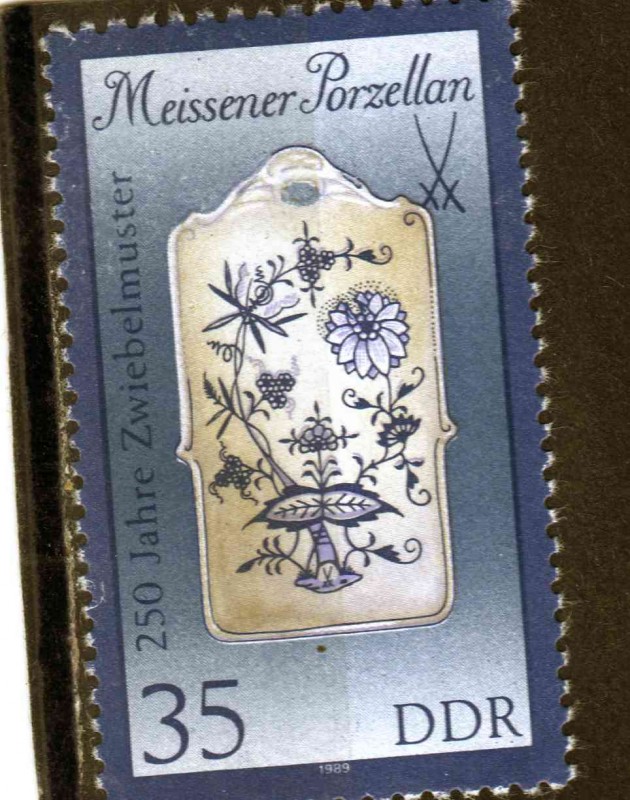 Meissener Porzellan
250 Jahre Zwiebelmuster
35
DDR
1989